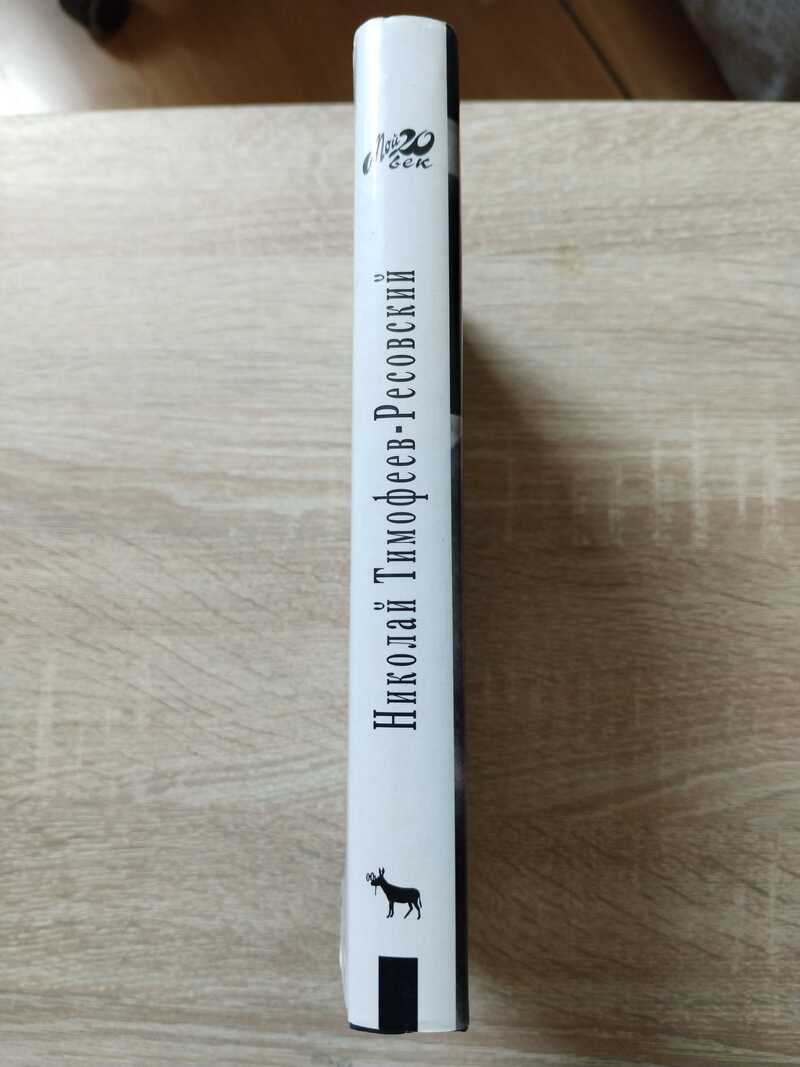 Мой 20
век
Николай Тимофеев-Ресовский